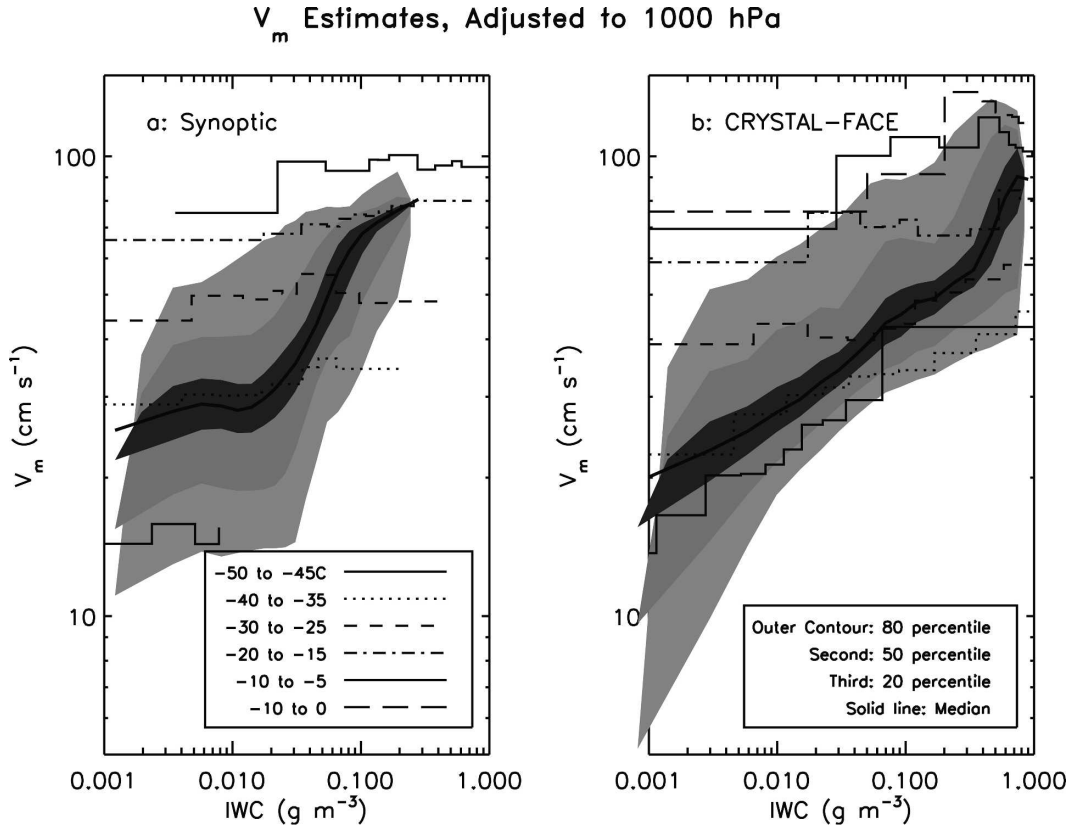 V_m Estimates, Adjusted to 1000 hPa
a: Synoptic
100
10
V_m (cm s⁻¹)
-50 to -45C
-40 to -35
-30 to -25
-20 to -15
-10 to -5
-10 to 0
0.001 0.010 0.100 1.000
IWC (g m⁻³)
b: CRYSTAL-FACE
100
10
V_m (cm s⁻¹)
Outer Contour: 80 percentile
Second: 50 percentile
Third: 20 percentile
Solid line: Median
0.001 0.010 0.100 1.000
IWC (g m⁻³)